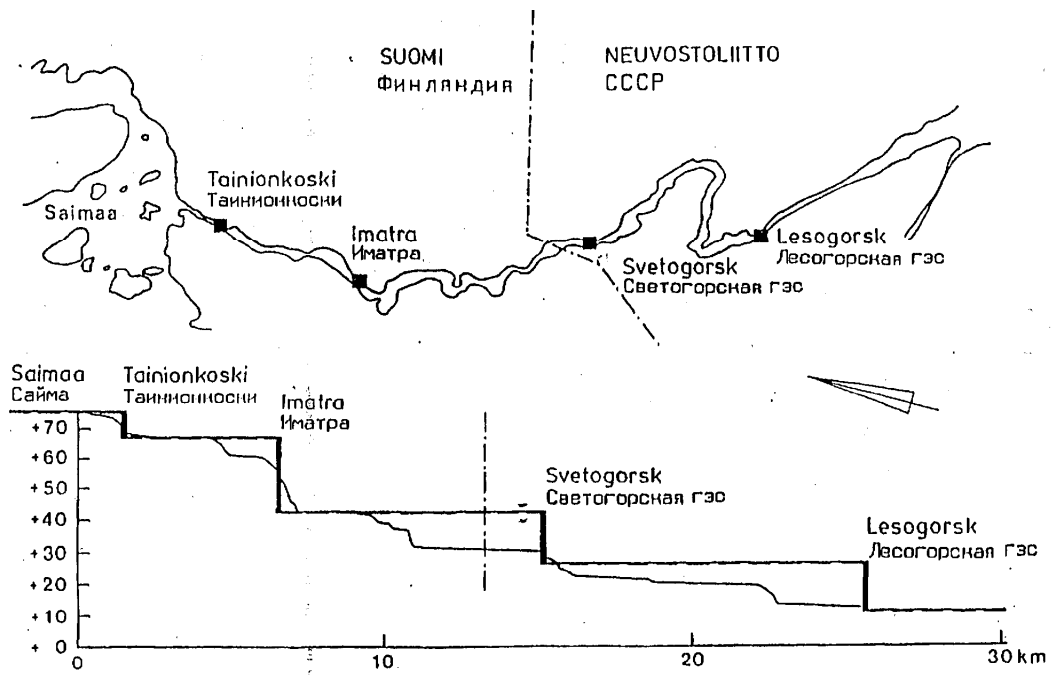 SUOMI
Финляндия
NEUVOSTOLIITTO
СССР
Tainionkoski
Таинионкоски
Saimaa
Imatra
Иматра
Lesogorsk
Лесогорская гэс
Svetogorsk
Светогорская гэс
Saimaa
Сайма
Tainionkoski
Таинионкоски
Imatra
Иматра
Svetogorsk
Светогорская гэс
Lesogorsk
Лесогорская гэс
+70
+60
+50
+40
+30
+20
+10
+ 0
0
10
20
30 km